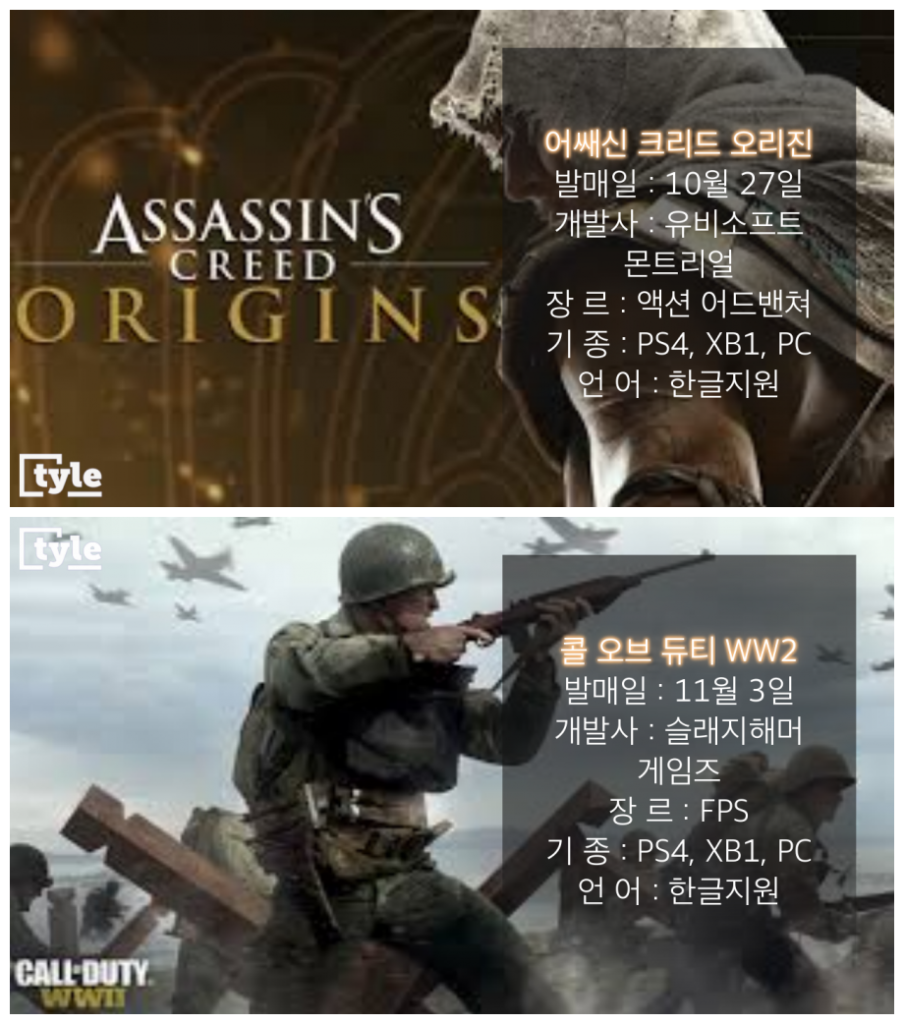 ASSASSIN'S
CREED
ORIGINS
어쌔신 크리드 오리진
발매일 : 10월 27일
개발사 : 유비소프트
몬트리얼
장 르 : 액션 어드밴쳐
기 종 : PS4, XB1, PC
언 어 : 한글지원
tyle
tyle
콜 오브 듀티 WW2
발매일 : 11월 3일
개발사 : 슬래지해머
게임즈
장 르 : FPS
기 종 : PS4, XB1, PC
언 어 : 한글지원
CALL OF DUTY
WWII